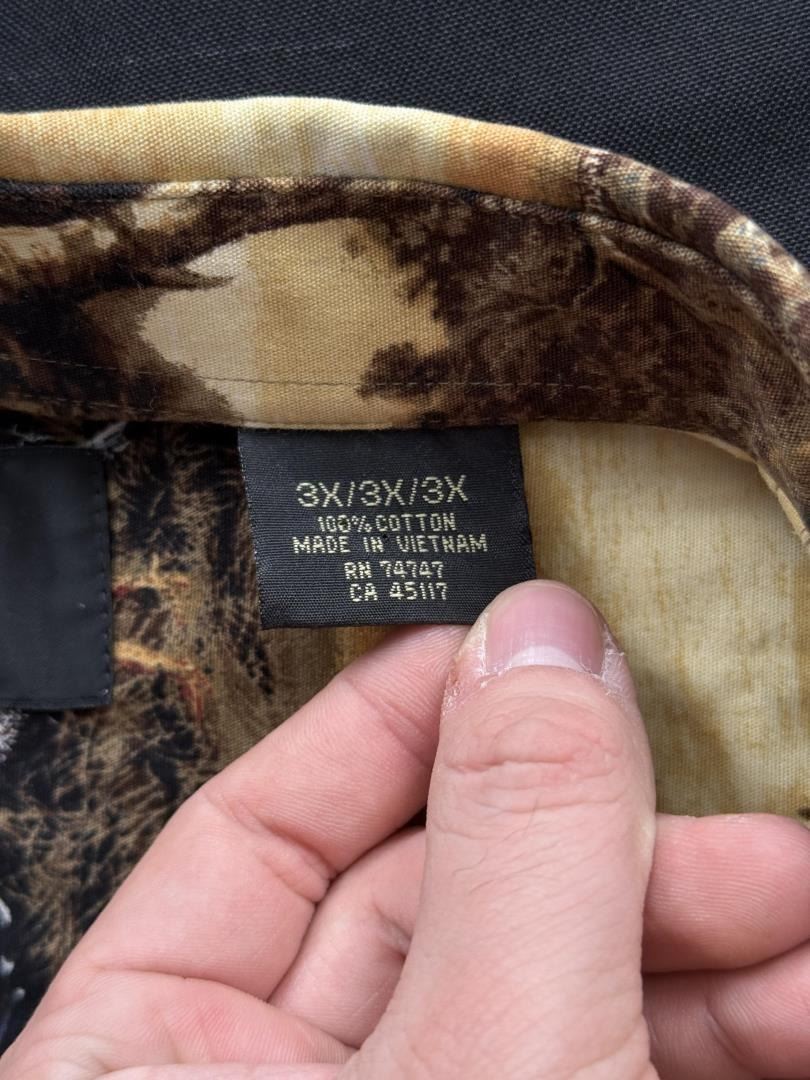 3X/3X/3X
100% COTTON
MADE IN VIETNAM
RN 74747
CA 45117